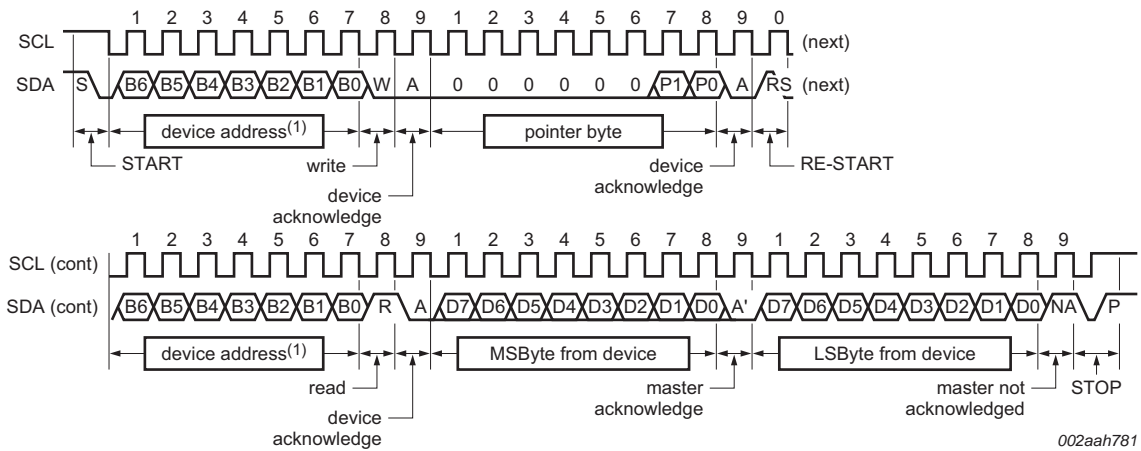 1 2 3 4 5 6 7 8 9 1 2 3 4 5 6 7 8 9 0
SCL (next)
SDA S B6 B5 B4 B3 B2 B1 B0 W A 0 0 0 0 0 0 P1 P0 A RS (next)
device address(1) pointer byte
START write device RE-START
acknowledge
device
acknowledge
1 2 3 4 5 6 7 8 9 1 2 3 4 5 6 7 8 9 1 2 3 4 5 6 7 8 9
SCL (cont)
SDA (cont) B6 B5 B4 B3 B2 B1 B0 R A D7 D6 D5 D4 D3 D2 D1 D0 A' D7 D6 D5 D4 D3 D2 D1 D0 NA P
device address(1) MSByte from device LSByte from device
read master master not STOP
acknowledge acknowledged
device
acknowledge
002aah781